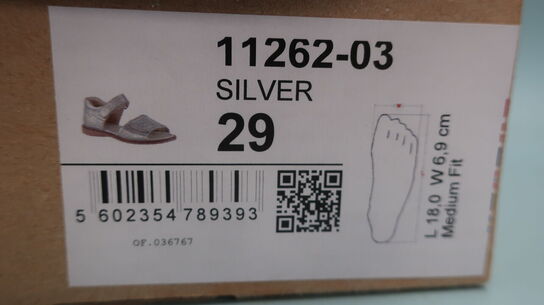 11262-03
SILVER
29
5 602354 789393
OF.036767
L 18,0 W 6,9 cm
Medium Fit